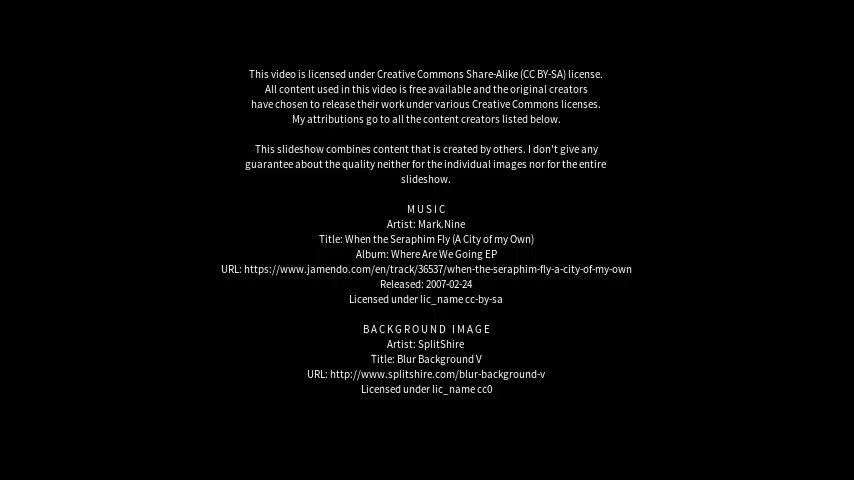 This video is licensed under Creative Commons Share-Alike (CC BY-SA) license.
All content used in this video is free available and the original creators
have chosen to release their work under various Creative Commons licenses.
My attributions go to all the content creators listed below.
This slideshow combines content that is created by others. I don't give any
guarantee about the quality neither for the individual images nor for the entire
slideshow.
MUSIC
Artist: Mark.Nine
Title: When the Seraphim Fly (A City of my Own)
Album: Where Are We Going EP
URL: https://www.jamendo.com/en/track/36537/when-the-seraphim-fly-a-city-of-my-own
Released: 2007-02-24
Licensed under lic_name cc-by-sa
BACKGROUND IMAGE
Artist: SplitShire
Title: Blur Background V
URL: http://www.splitshire.com/blur-background-v
Licensed under lic_name cc0